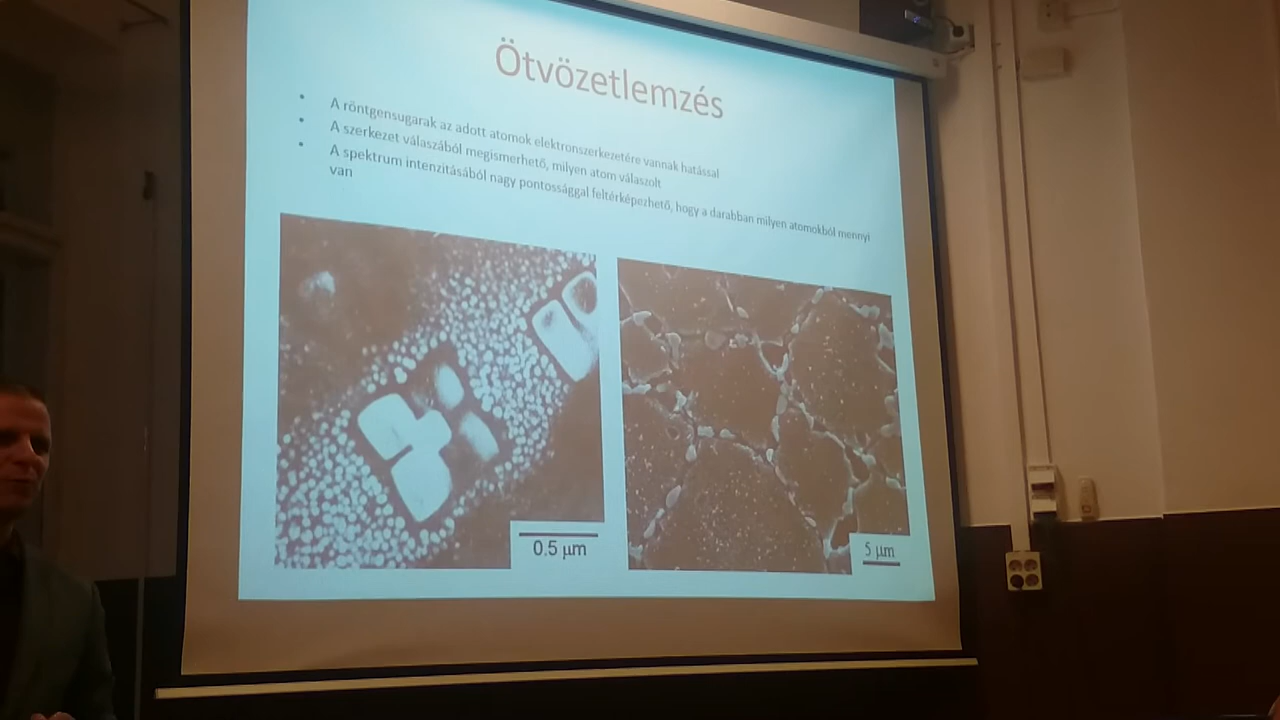 Ötvözetlemzés
• A röntgensugarak az adott atomok elektronszerkezetére vannak hatással
• A szerkezet válaszából megismerhető, milyen atom válaszolt
• A spektrum intenzitásából nagy pontossággal feltérképezhető, hogy a darabban milyen atomokból mennyi
van
0.5 μm
5 μm